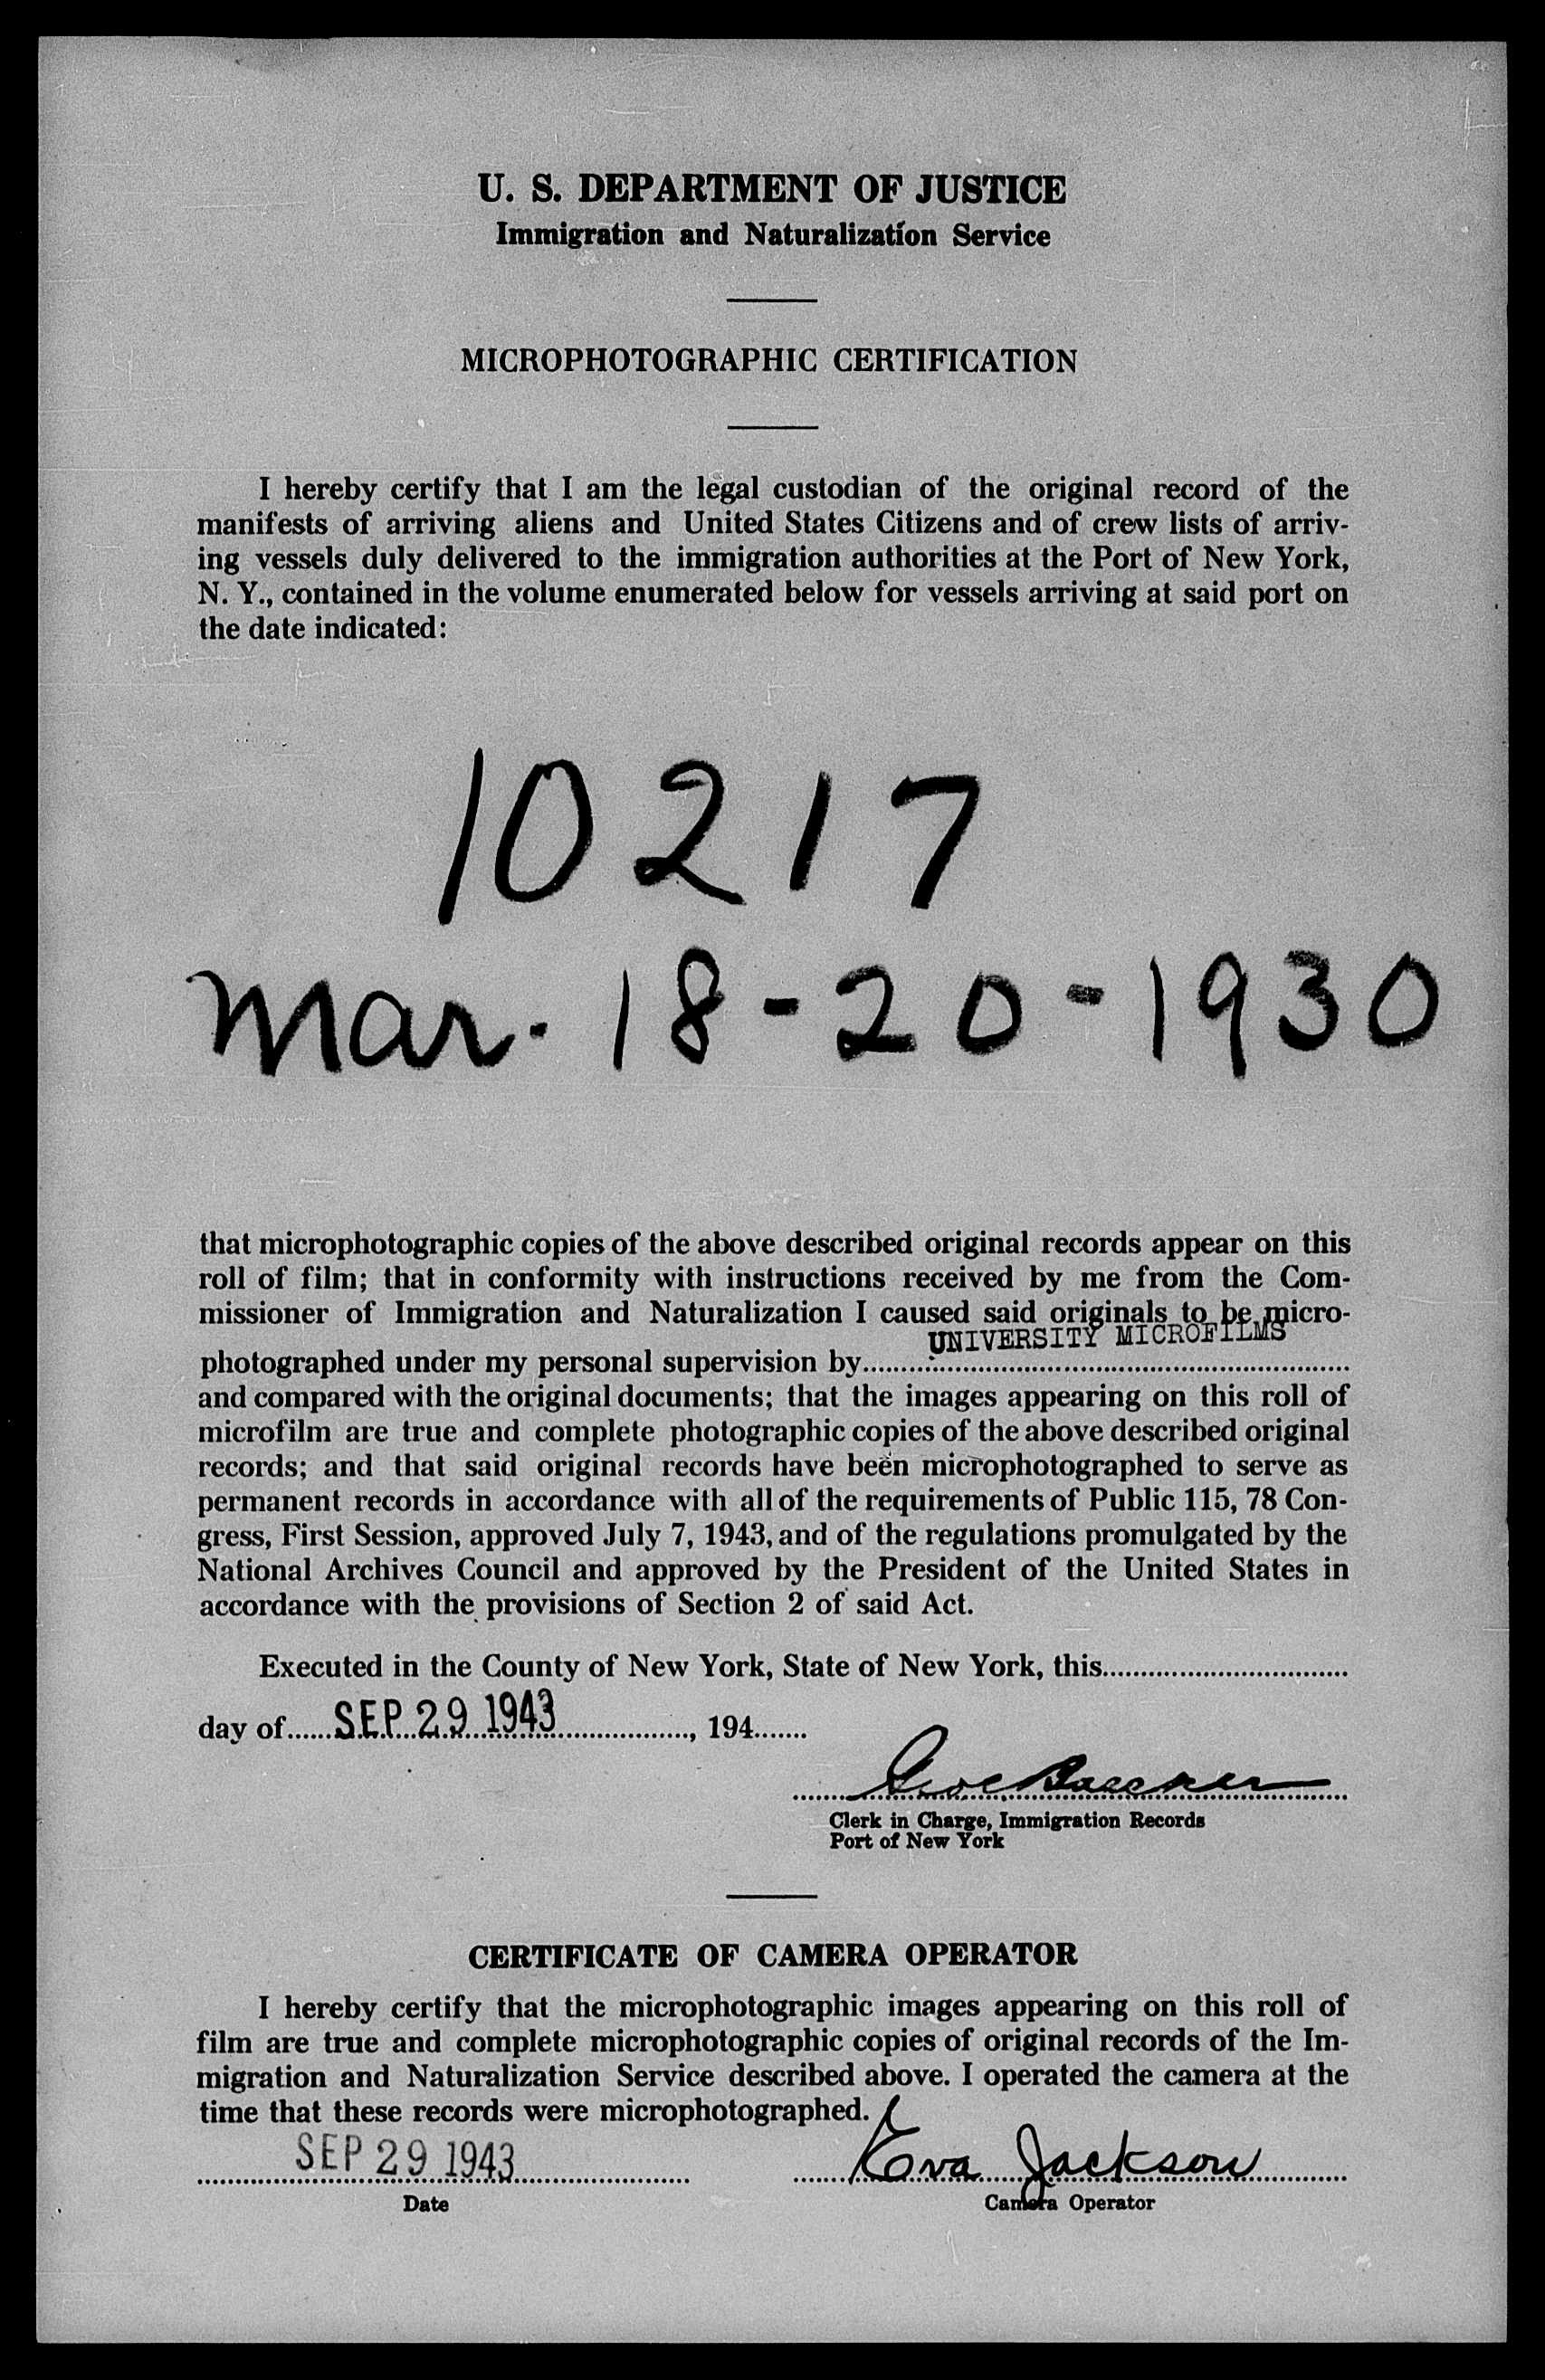 U. S. DEPARTMENT OF JUSTICE
Immigration and Naturalization Service
MICROPHOTOGRAPHIC CERTIFICATION
I hereby certify that I am the legal custodian of the original record of the
manifests of arriving aliens and United States Citizens and of crew lists of arriv-
ing vessels duly delivered to the immigration authorities at the Port of New York,
N. Y., contained in the volume enumerated below for vessels arriving at said port on
the date indicated:
10217
Mar. 18-20-1930
that microphotographic copies of the above described original records appear on this
roll of film; that in conformity with instructions received by me from the Com-
missioner of Immigration and Naturalization I caused said originals to be micro-
UNIVERSITY MICROFILMS
photographed under my personal supervision by
and compared with the original documents; that the images appearing on this roll of
microfilm are true and complete photographic copies of the above described original
records; and that said original records have been microphotographed to serve as
permanent records in accordance with all of the requirements of Public 115, 78 Con-
gress, First Session, approved July 7, 1943, and of the regulations promulgated by the
National Archives Council and approved by the President of the United States in
accordance with the provisions of Section 2 of said Act.
Executed in the County of New York, State of New York, this
day of SEP 29 1943, 194
Clerk in Charge, Immigration Records
Port of New York
CERTIFICATE OF CAMERA OPERATOR
I hereby certify that the microphotographic images appearing on this roll of
film are true and complete microphotographic copies of original records of the Im-
migration and Naturalization Service described above. I operated the camera at the
time that these records were microphotographed.
SEP 29 1943 Eva Jackson
Date Camera Operator